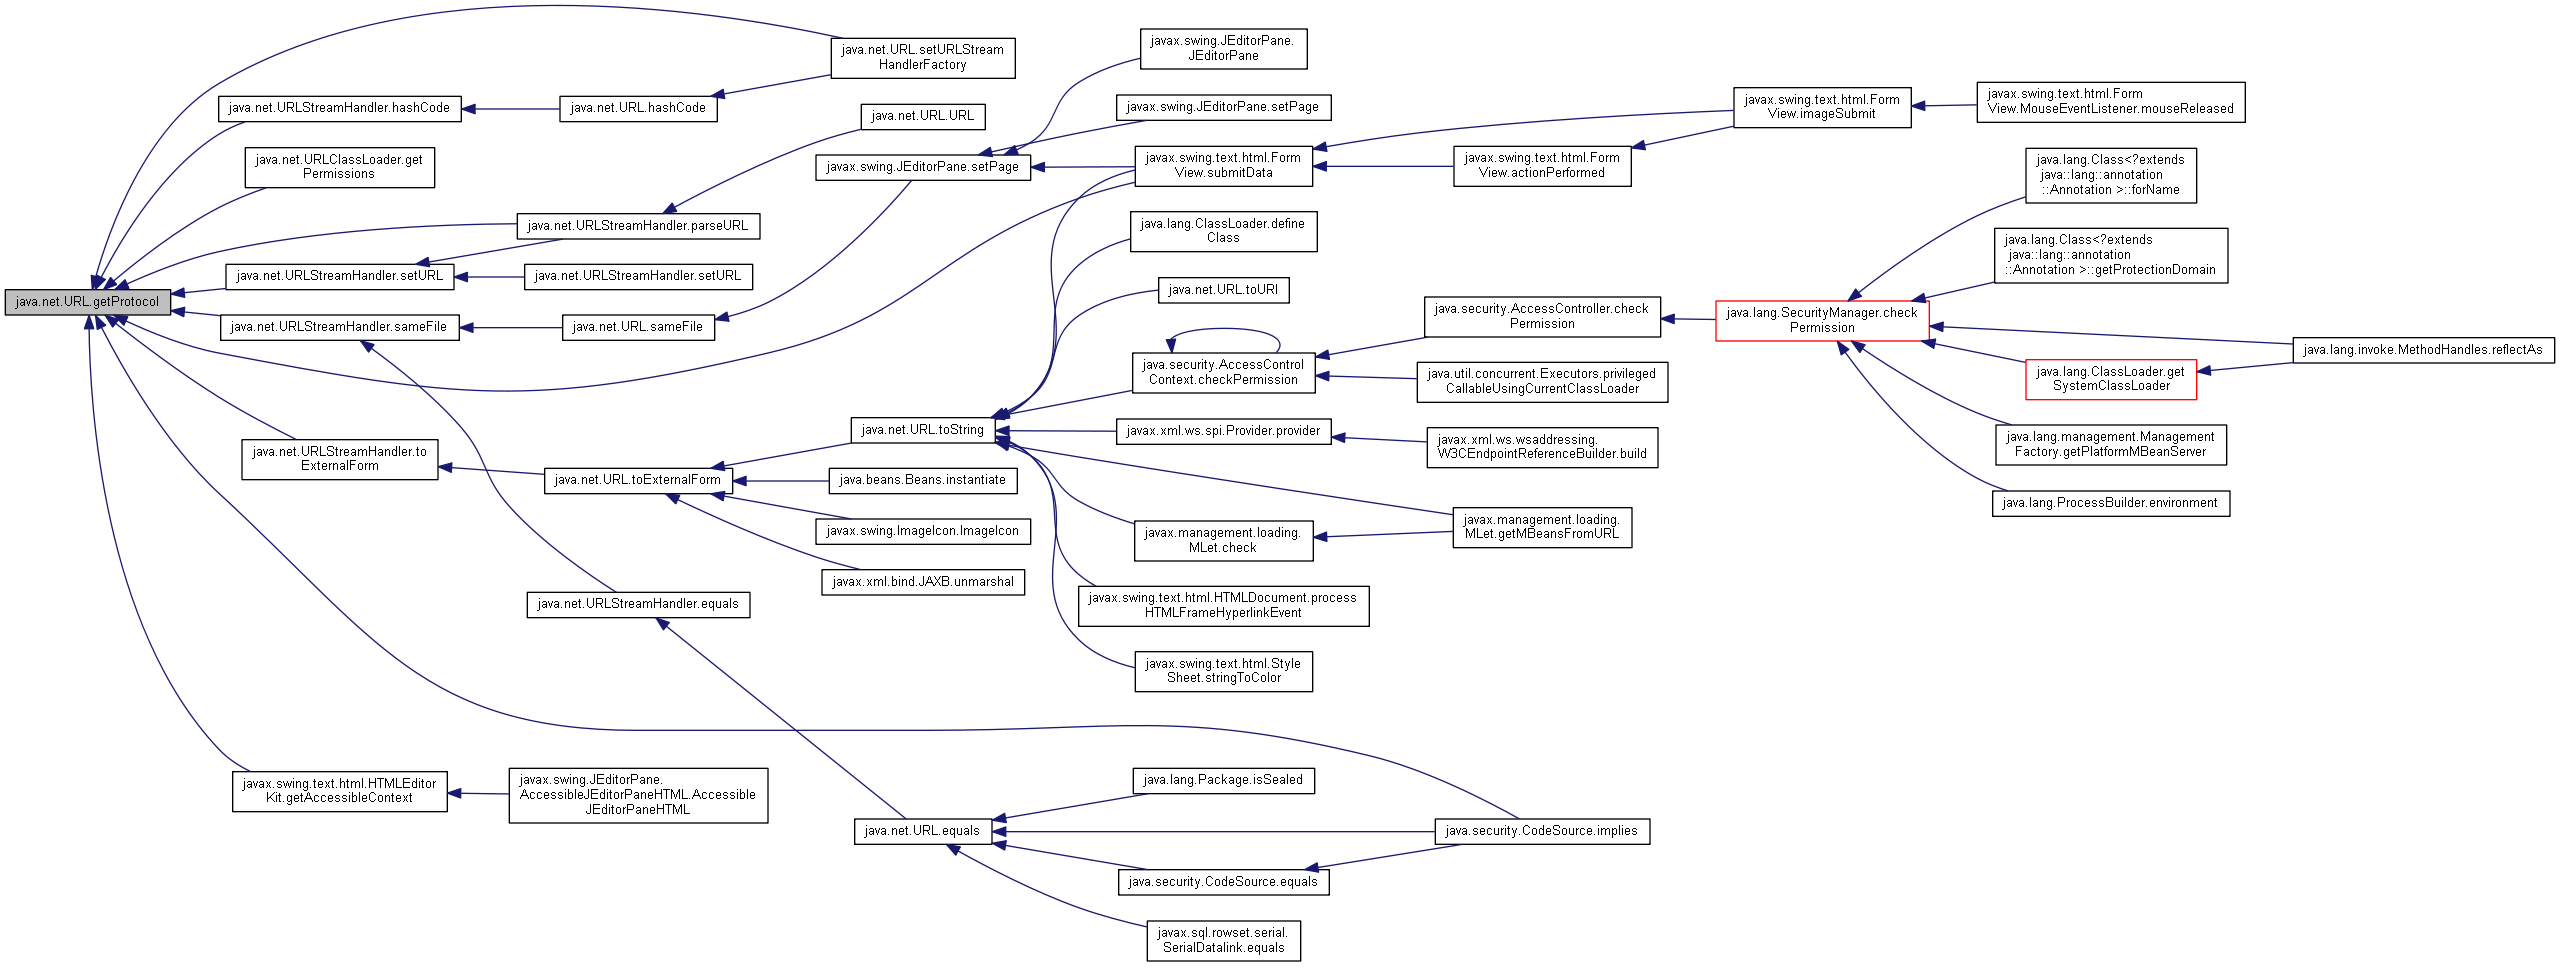 java.net.URL.getProtocol
java.net.URL.setURLStream
HandlerFactory
java.net.URLStreamHandler.hashCode
java.net.URL.hashCode
java.net.URLClassLoader.get
Permissions
java.net.URLStreamHandler.parseURL
java.net.URL.URL
java.net.URLStreamHandler.setURL
java.net.URLStreamHandler.setURL
java.net.URLStreamHandler.sameFile
java.net.URL.sameFile
javax.swing.JEditorPane.setPage
javax.swing.JEditorPane.
JEditorPane
javax.swing.JEditorPane.setPage
javax.swing.text.html.Form
View.submitData
javax.swing.text.html.Form
View.actionPerformed
javax.swing.text.html.Form
View.imageSubmit
javax.swing.text.html.Form
View.MouseEventListener.mouseReleased
java.net.URLStreamHandler.to
ExternalForm
java.net.URL.toExternalForm
java.net.URL.toString
java.beans.Beans.instantiate
javax.swing.ImageIcon.ImageIcon
javax.xml.bind.JAXB.unmarshal
java.lang.ClassLoader.define
Class
java.net.URL.toURI
java.security.AccessControl
Context.checkPermission
java.security.AccessController.check
Permission
java.util.concurrent.Executors.privileged
CallableUsingCurrentClassLoader
java.lang.SecurityManager.check
Permission
java.lang.Class<?extends
java::lang::annotation
::Annotation >::forName
java.lang.Class<?extends
java::lang::annotation
::Annotation >::getProtectionDomain
java.lang.invoke.MethodHandles.reflectAs
java.lang.ClassLoader.get
SystemClassLoader
java.lang.management.Management
Factory.getPlatformMBeanServer
java.lang.ProcessBuilder.environment
javax.xml.ws.spi.Provider.provider
javax.xml.ws.wsaddressing.
W3CEndpointReferenceBuilder.build
javax.management.loading.
MLet.check
javax.management.loading.
MLet.getMBeansFromURL
javax.swing.text.html.HTMLDocument.process
HTMLFrameHyperlinkEvent
javax.swing.text.html.Style
Sheet.stringToColor
java.net.URLStreamHandler.equals
java.net.URL.equals
java.lang.Package.isSealed
java.security.CodeSource.implies
java.security.CodeSource.equals
javax.sql.rowset.serial.
SerialDatalink.equals
javax.swing.text.html.HTMLEditor
Kit.getAccessibleContext
javax.swing.JEditorPane.
AccessibleJEditorPaneHTML.Accessible
JEditorPaneHTML